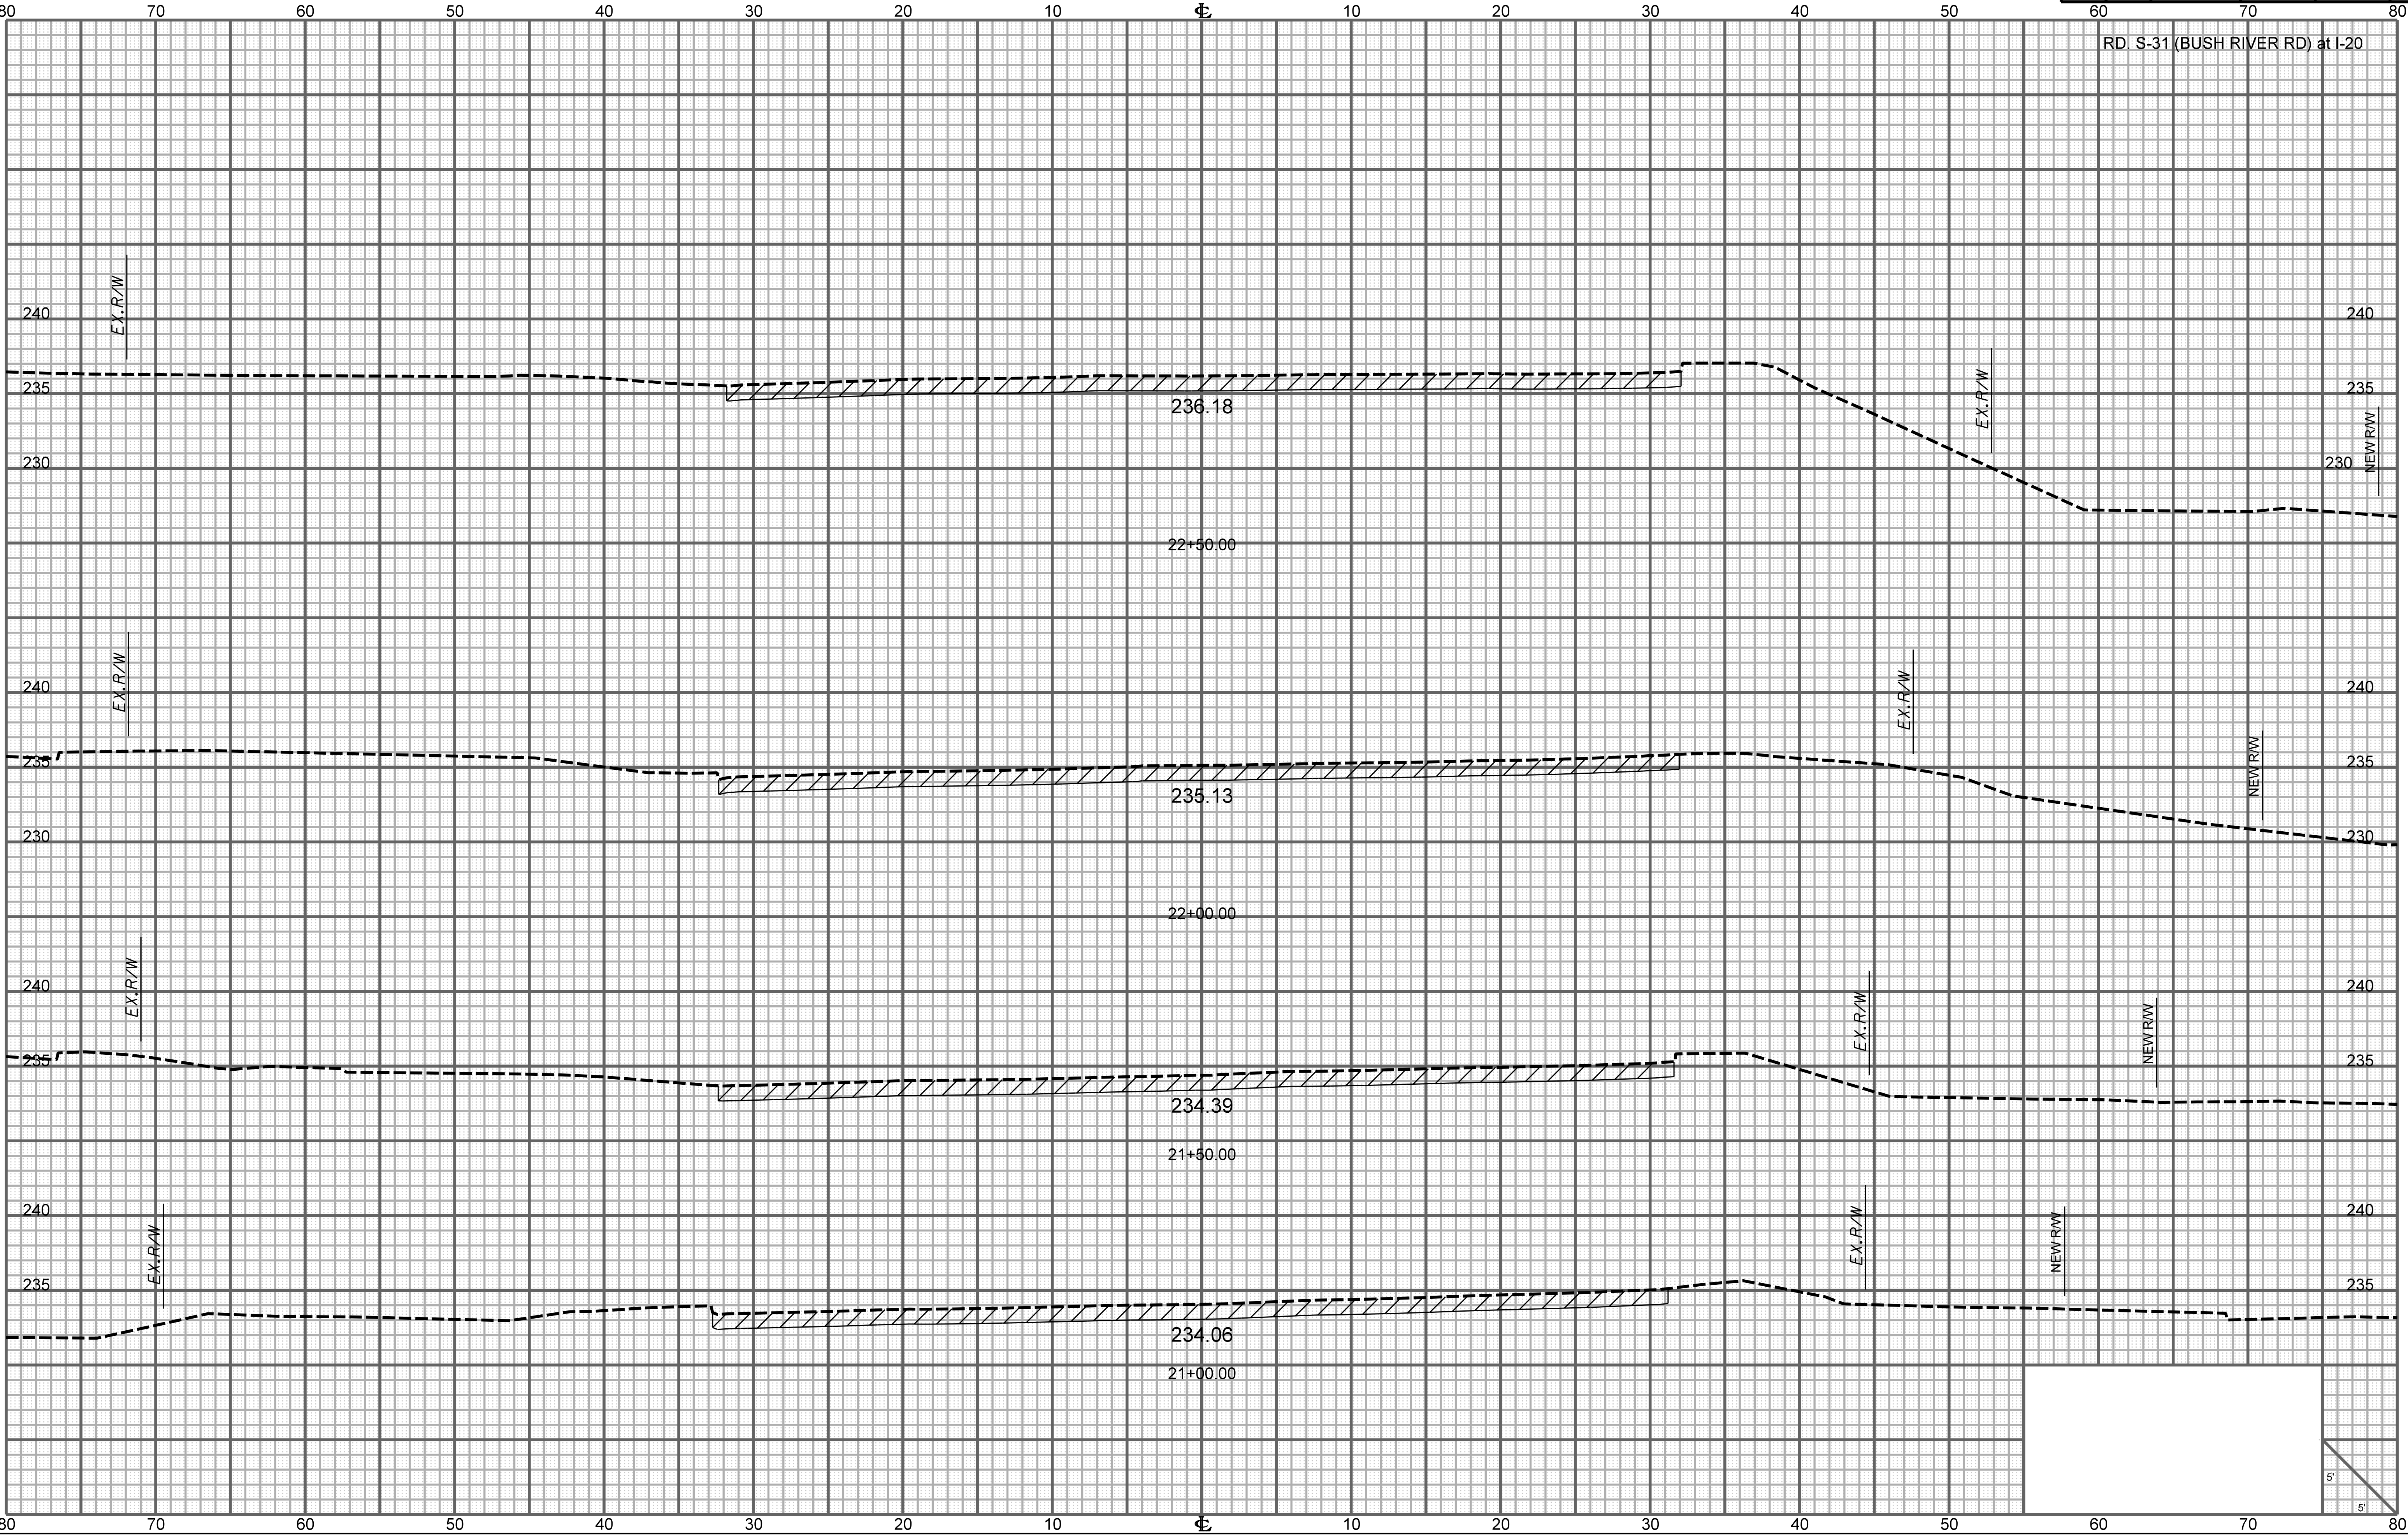 80 70 60 50 40 30 20 10 ℄ 10 20 30 40 50 60 70 80
RD. S-31 (BUSH RIVER RD) at I-20
EX.R/W
240 240
EX.R/W
235 235
236.18
NEW R/W
230 230
22+50.00
EX.R/W
EX.R/W
240 240
NEW R/W
235 235
235.13
230 230
22+00.00
EX.R/W
240 240
EX.R/W
NEW R/W
235 235
234.39
21+50.00
240 240
EX.R/W
EX.R/W
NEW R/W
235 235
234.06
21+00.00
5'
5'
80 70 60 50 40 30 20 10 ℄ 10 20 30 40 50 60 70 80